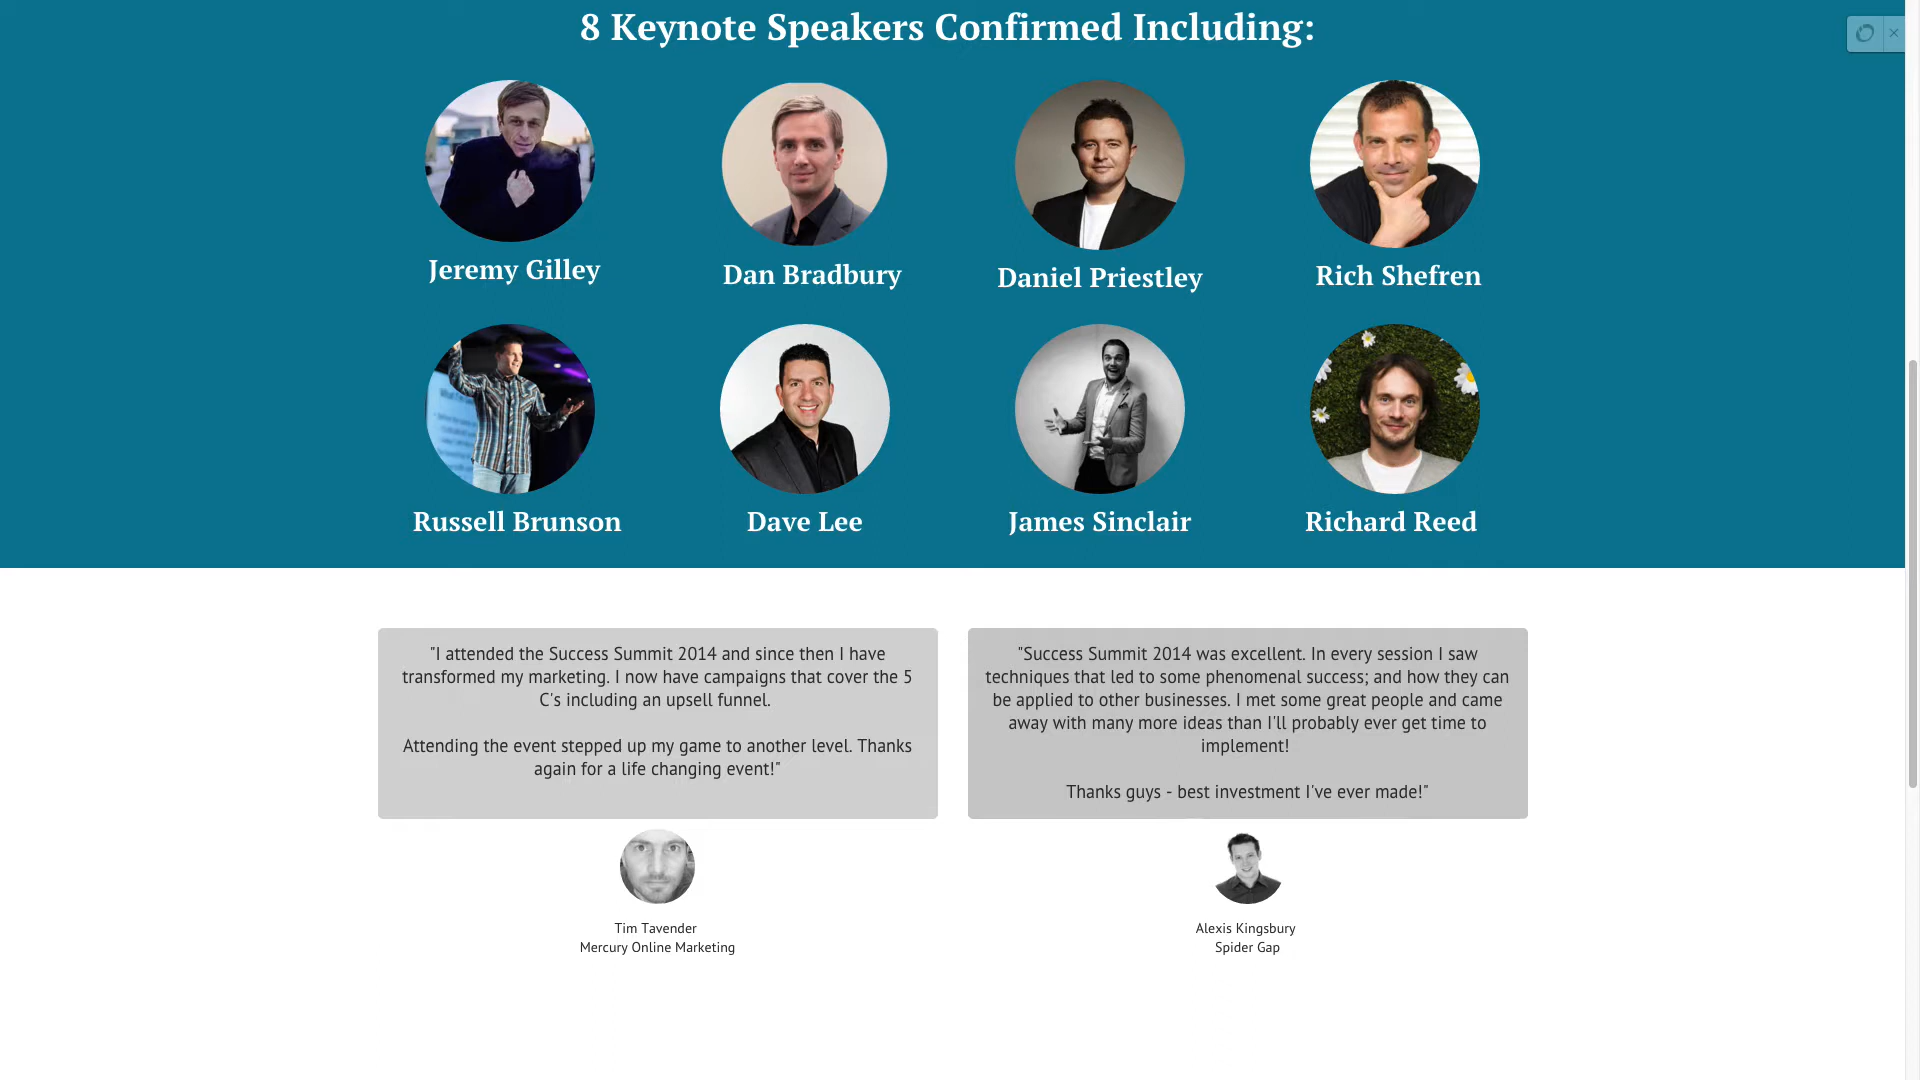 8 Keynote Speakers Confirmed Including:
Jeremy Gilley
Dan Bradbury
Daniel Priestley
Rich Shefren
Russell Brunson
Dave Lee
James Sinclair
Richard Reed
"I attended the Success Summit 2014 and since then I have
transformed my marketing. I now have campaigns that cover the 5
C's including an upsell funnel.
Attending the event stepped up my game to another level. Thanks
again for a life changing event!"
Tim Tavender
Mercury Online Marketing
"Success Summit 2014 was excellent. In every session I saw
techniques that led to some phenomenal success; and how they can
be applied to other businesses. I met some great people and came
away with many more ideas than I'll probably ever get time to
implement!
Thanks guys - best investment I've ever made!"
Alexis Kingsbury
Spider Gap